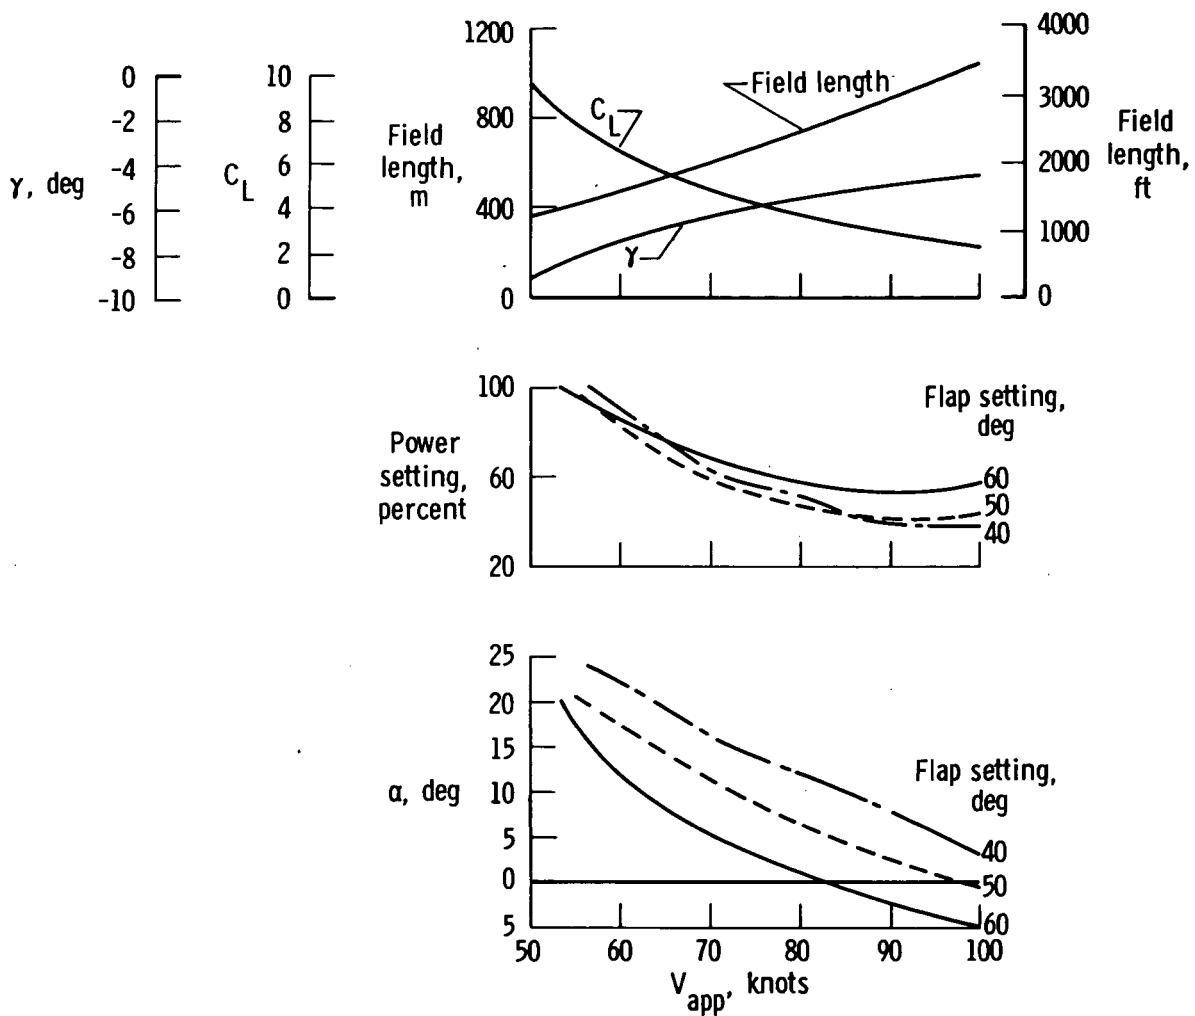 0
-2
-4
-6
-8
-10
γ, deg
10
8
6
4
2
0
C_L
1200
800
400
0
Field
length,
m
C_L
Field length
γ
4000
3000
2000
1000
0
Field
length,
ft
100
60
20
Power
setting,
percent
Flap setting,
deg
60
50
40
25
20
15
10
5
0
5
α, deg
Flap setting,
deg
40
50
60
50 60 70 80 90 100
V_app, knots